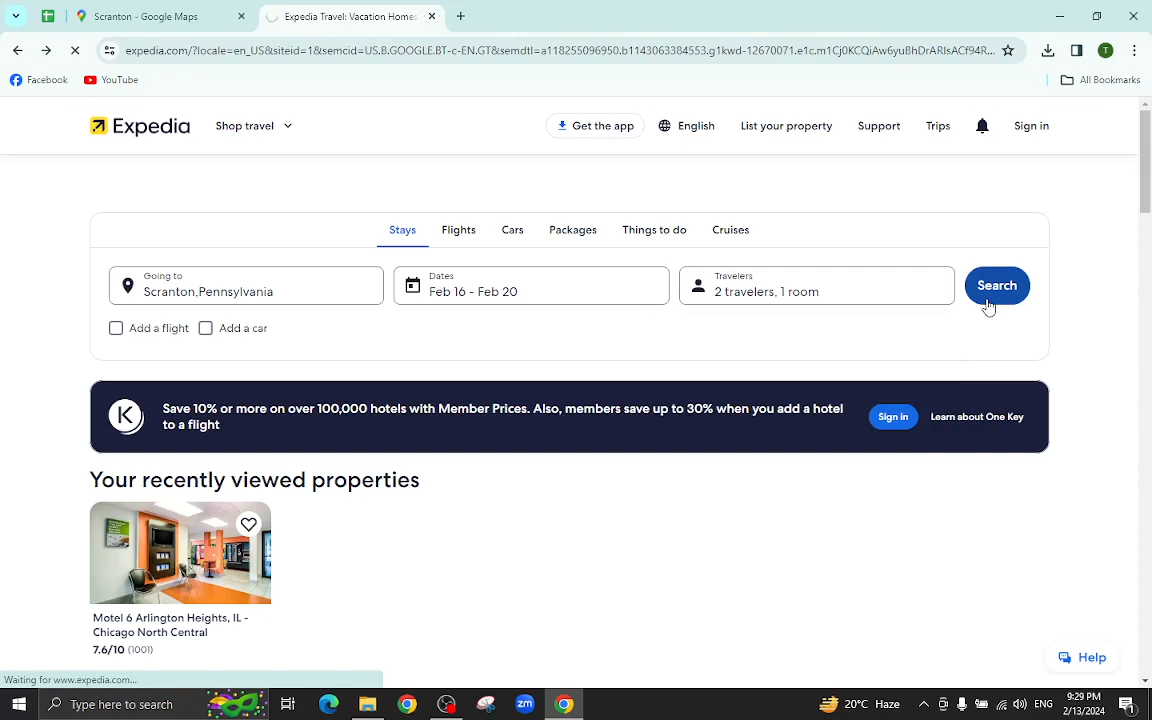 Scranton - Google Maps
Expedia Travel: Vacation Homes
expedia.com/?locale=en_US&siteid=1&semcid=US.B.GOOGLE.BT-c-EN.GT&semdtl=a118255096950.b1143063384553.g1kwd-12670071.e1c.m1Cj0KCQiAw6yuBhDrARIsACf94R...
Facebook
YouTube
All Bookmarks
Expedia
Shop travel
Get the app
English
List your property
Support
Trips
Sign in
Stays
Flights
Cars
Packages
Things to do
Cruises
Going to
Scranton,Pennsylvania
Dates
Feb 16 - Feb 20
Travelers
2 travelers, 1 room
Search
Add a flight
Add a car
K
Save 10% or more on over 100,000 hotels with Member Prices. Also, members save up to 30% when you add a hotel
to a flight
Sign in
Learn about One Key
Your recently viewed properties
Motel 6 Arlington Heights, IL -
Chicago North Central
7.6/10 (1001)
Help
Waiting for www.expedia.com...
Type here to search
zm
20°C Haze
ENG
9:29 PM
2/13/2024
1
T